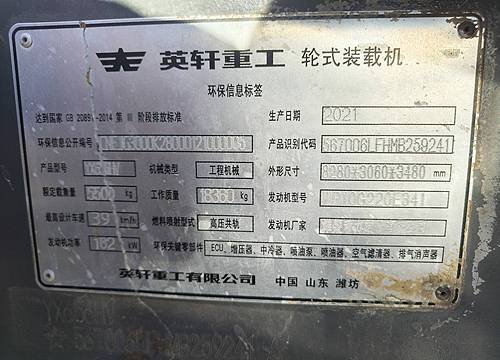 英轩重工 轮式装载机
环保信息标签
达到国家 GB 20891-2014 第 Ⅲ 阶段排放标准 生产日期 2021
环保信息公开编号 产品识别代码 567006LFHMB259241
产品型号 机械类型 工程机械 外形尺寸 8980×3060×3480 mm
额定载重量 kg 工作质量 18360 kg 发动机型号
最高设计车速 39 km/h 燃料喷射型式 高压共轨 发动机厂家
发动机功率 162 kW 环保关键零部件 ECU、增压器、中冷器、喷油泵、喷油器、空气滤清器、排气消声器
英轩重工有限公司 中国 山东 潍坊